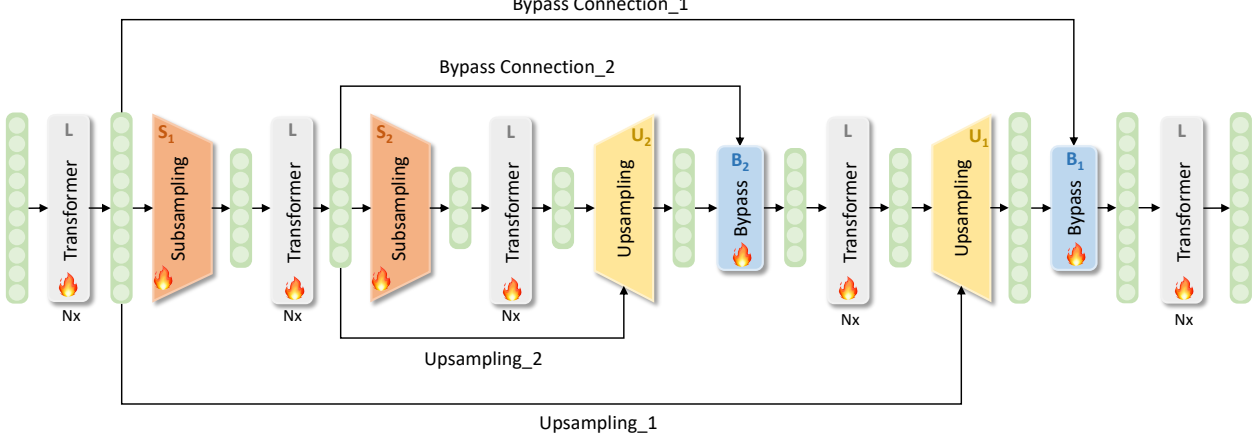 Bypass Connection_1
Bypass Connection_2
L
Transformer
Nx
S1
Subsampling
L
Transformer
Nx
S2
Subsampling
L
Transformer
Nx
U2
Upsampling
B2
Bypass
L
Transformer
Nx
U1
Upsampling
B1
Bypass
L
Transformer
Nx
Upsampling_2
Upsampling_1